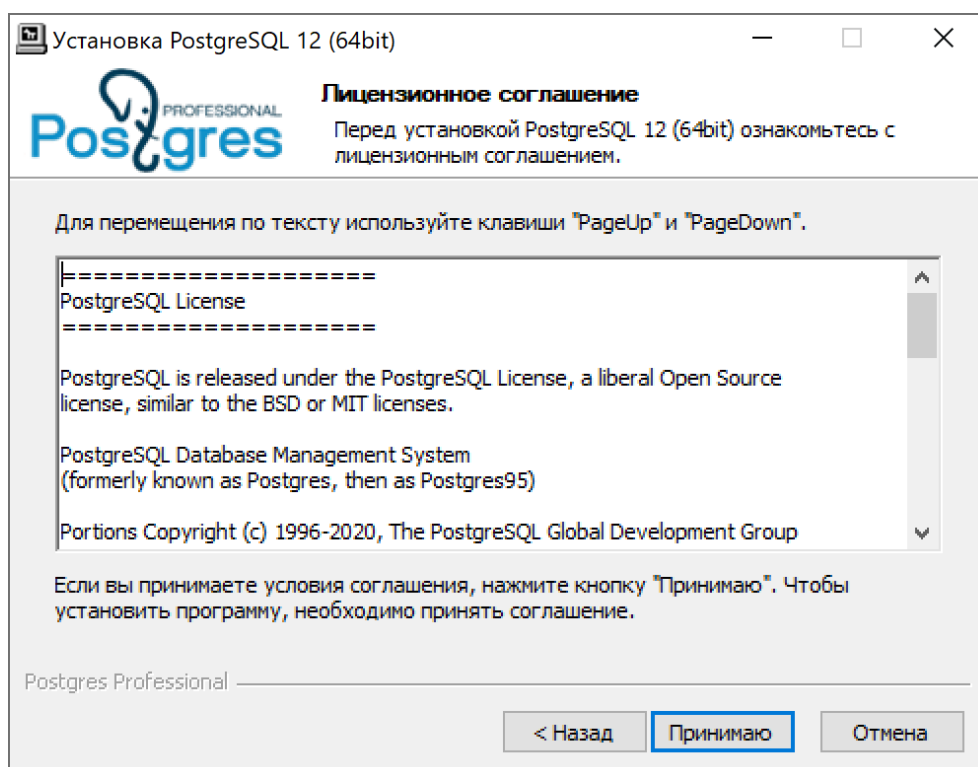 Установка PostgreSQL 12 (64bit)
PROFESSIONAL
Postgres
Лицензионное соглашение
Перед установкой PostgreSQL 12 (64bit) ознакомьтесь с
лицензионным соглашением.
Для перемещения по тексту используйте клавиши "PageUp" и "PageDown".
====================
PostgreSQL License
====================
PostgreSQL is released under the PostgreSQL License, a liberal Open Source
license, similar to the BSD or MIT licenses.
PostgreSQL Database Management System
(formerly known as Postgres, then as Postgres95)
Portions Copyright (c) 1996-2020, The PostgreSQL Global Development Group
Если вы принимаете условия соглашения, нажмите кнопку "Принимаю". Чтобы
установить программу, необходимо принять соглашение.
Postgres Professional
< Назад
Принимаю
Отмена